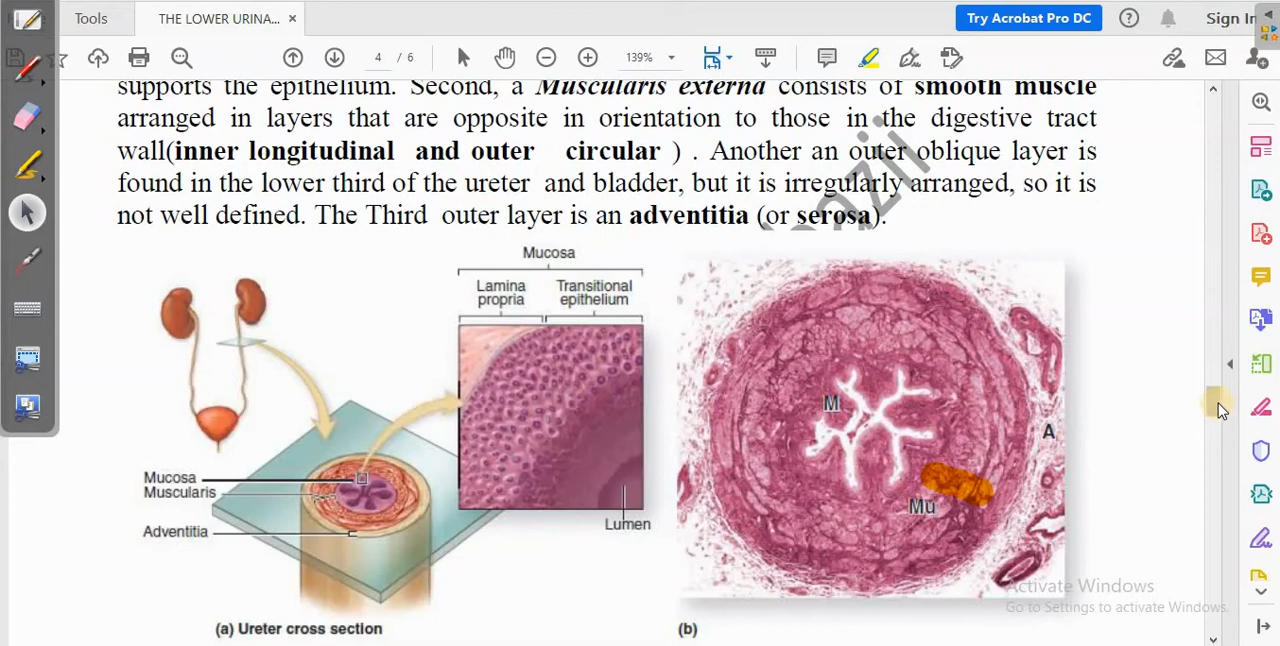 Tools
THE LOWER URINA... ×
Try Acrobat Pro DC
Sign In
4 / 6
139%
supports the epithelium. Second, a Muscularis externa consists of smooth muscle
arranged in layers that are opposite in orientation to those in the digestive tract
wall(inner longitudinal and outer circular ) . Another an outer oblique layer is
found in the lower third of the ureter and bladder, but it is irregularly arranged, so it is
not well defined. The Third outer layer is an adventitia (or serosa).
Mucosa
Lamina propria
Transitional epithelium
Mucosa
Muscularis
Adventitia
Lumen
(a) Ureter cross section
M
A
Mu
(b)
Activate Windows
Go to Settings to activate Windows.